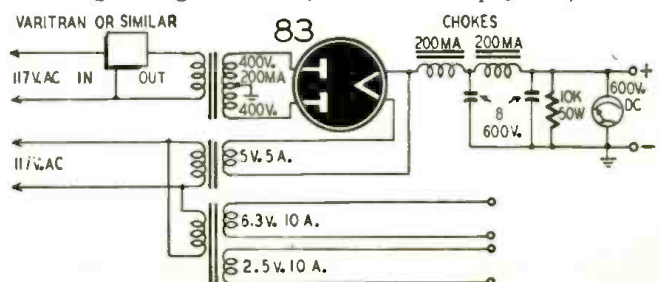 VARITRAN OR SIMILAR
83
CHOKES
200MA 200MA
117V.AC IN OUT
400V.
200MA
400V.
8
600V.
10K
50W
600V.
DC
+
−
117V.AC
5V.5A.
6.3V. 10 A.
2.5V.10 A.